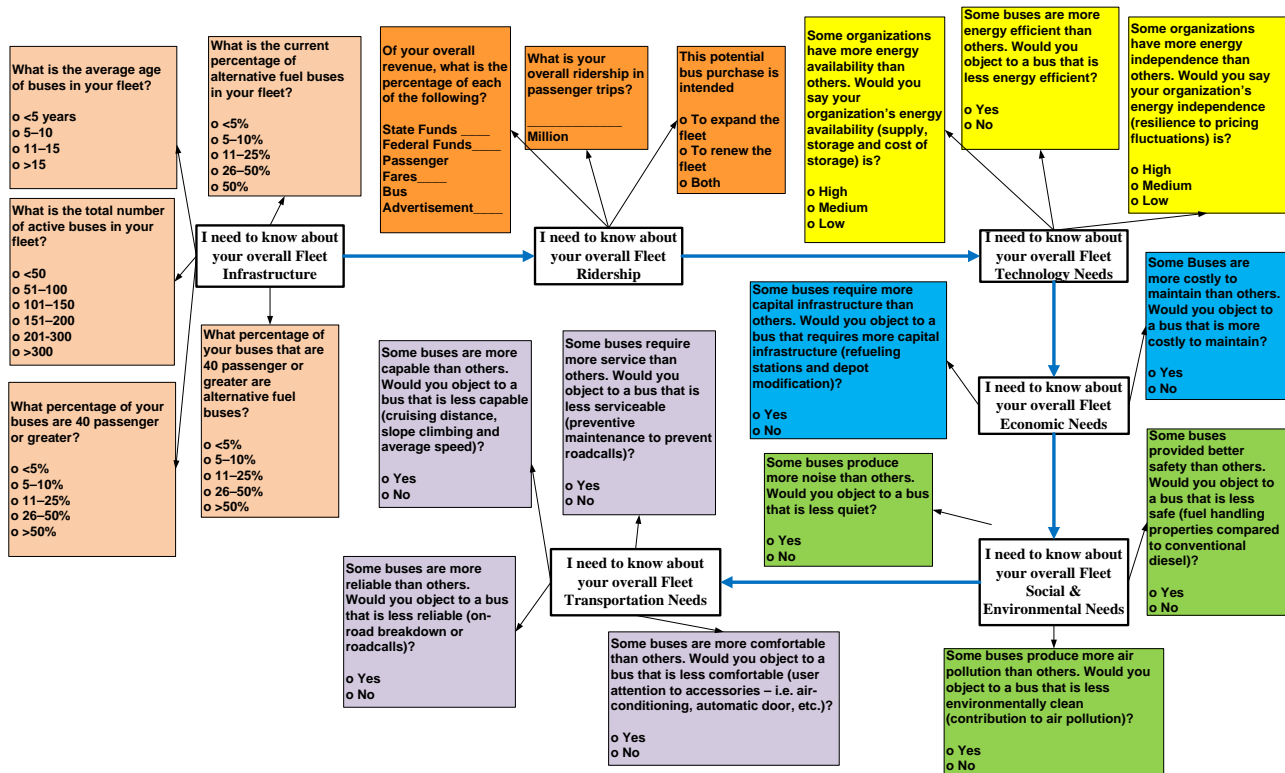 What is the average age
of buses in your fleet?
o <5 years
o 5–10
o 11–15
o >15
What is the current
percentage of
alternative fuel buses
in your fleet?
o <5%
o 5–10%
o 11–25%
o 26–50%
o 50%
Of your overall
revenue, what is the
percentage of each
of the following?
State Funds ____
Federal Funds____
Passenger
Fares____
Bus
Advertisement____
What is your
overall ridership in
passenger trips?
______________
Million
This potential
bus purchase is
intended
o To expand the
fleet
o To renew the
fleet
o Both
Some organizations
have more energy
availability than
others. Would you
say your
organization’s energy
availability (supply,
storage and cost of
storage) is?
o High
o Medium
o Low
Some buses are more
energy efficient than
others. Would you
object to a bus that is
less energy efficient?
o Yes
o No
Some organizations
have more energy
independence than
others. Would you say
your organization’s
energy independence
(resilience to pricing
fluctuations) is?
o High
o Medium
o Low
What is the total number
of active buses in your
fleet?
o <50
o 51–100
o 101–150
o 151–200
o 201-300
o >300
I need to know about
your overall Fleet
Infrastructure
I need to know about
your overall Fleet
Ridership
I need to know about
your overall Fleet
Technology Needs
What percentage of your
buses are 40 passenger
or greater?
o <5%
o 5–10%
o 11–25%
o 26–50%
o >50%
What percentage of
your buses that are
40 passenger or
greater are
alternative fuel
buses?
o <5%
o 5–10%
o 11–25%
o 26–50%
o >50%
Some buses require more
capital infrastructure than
others. Would you object to a
bus that requires more capital
infrastructure (refueling
stations and depot
modification)?
o Yes
o No
Some Buses are
more costly to
maintain than others.
Would you object to
a bus that is more
costly to maintain?
o Yes
o No
I need to know about
your overall Fleet
Economic Needs
Some buses are more
capable than others.
Would you object to a
bus that is less capable
(cruising distance,
slope climbing and
average speed)?
o Yes
o No
Some buses require
more service than
others. Would you
object to a bus that is
less serviceable
(preventive
maintenance to prevent
roadcalls)?
o Yes
o No
Some buses produce
more noise than others.
Would you object to a bus
that is less quiet?
o Yes
o No
Some buses
provided better
safety than others.
Would you object to
a bus that is less
safe (fuel handling
properties compared
to conventional
diesel)?
o Yes
o No
Some buses are more
reliable than others.
Would you object to a bus
that is less reliable (on-
road breakdown or
roadcalls)?
o Yes
o No
I need to know about
your overall Fleet
Transportation Needs
I need to know about
your overall Fleet
Social &
Environmental Needs
Some buses are more comfortable
than others. Would you object to a
bus that is less comfortable (user
attention to accessories – i.e. air-
conditioning, automatic door, etc.)?
o Yes
o No
Some buses produce more air
pollution than others. Would you
object to a bus that is less
environmentally clean
(contribution to air pollution)?
o Yes
o No